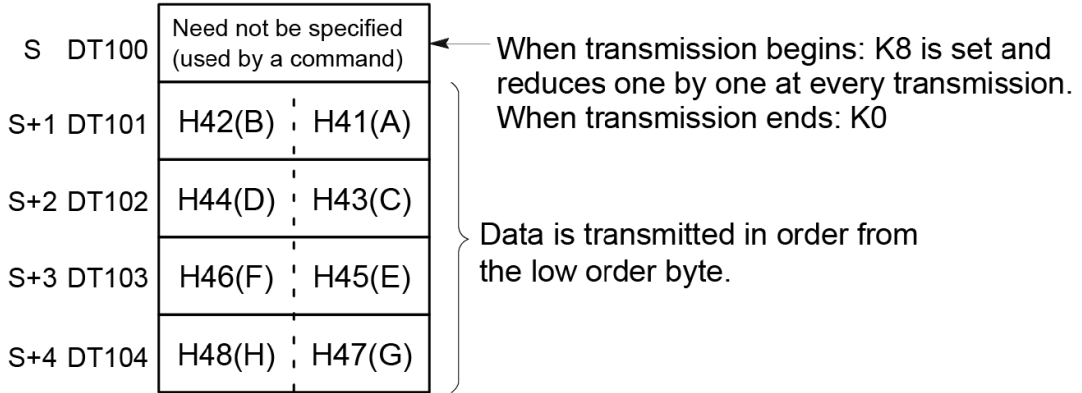 S DT100 Need not be specified
(used by a command)
When transmission begins: K8 is set and
reduces one by one at every transmission.
When transmission ends: K0
S+1 DT101 H42(B) H41(A)
S+2 DT102 H44(D) H43(C)
S+3 DT103 H46(F) H45(E)
S+4 DT104 H48(H) H47(G)
Data is transmitted in order from
the low order byte.